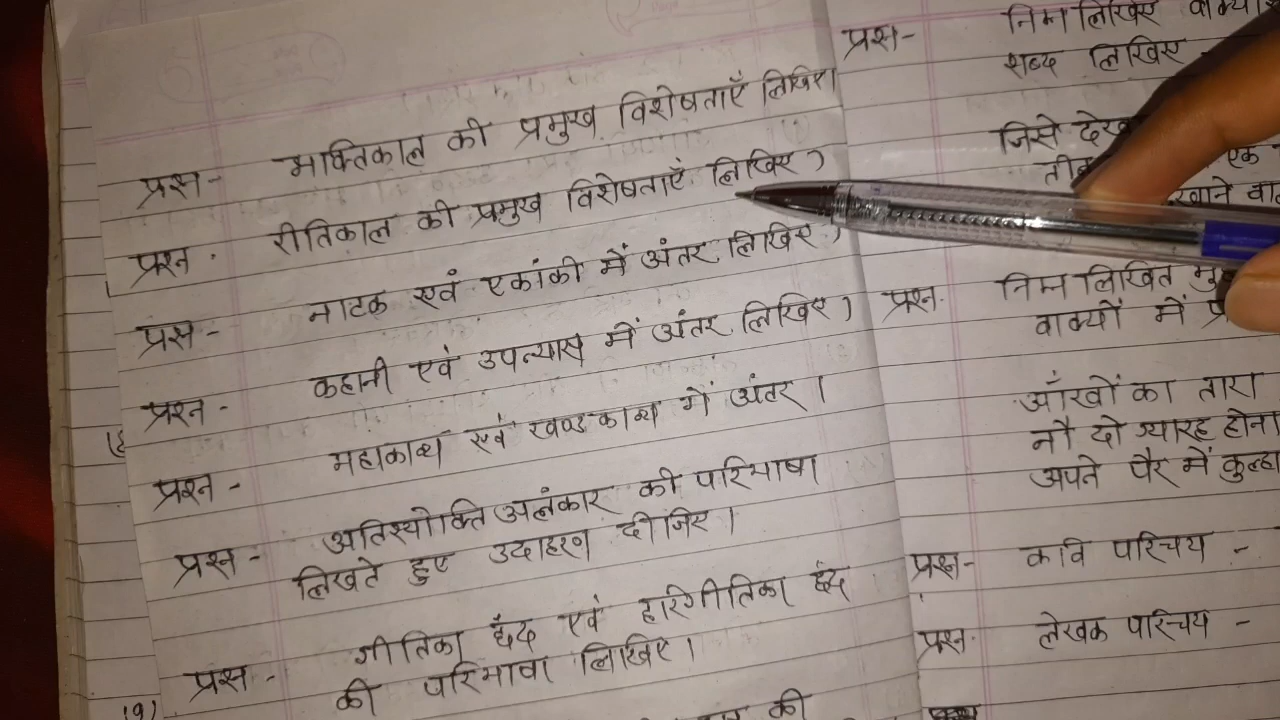 प्रश्न- भक्तिकाल की प्रमुख विशेषताएँ लिखिए।
प्रश्न. रीतिकाल की प्रमुख विशेषताएँ लिखिए)
प्रश्न- नाटक एवं एकांकी में अंतर लिखिए)
प्रश्न- कहानी एवं उपन्यास में अंतर लिखिए)
प्रश्न- महाकाव्य एवं खण्डकाव्य में अंतर।
प्रश्न- अतिश्योक्ति अलंकार की परिभाषा
लिखते हुए उदाहरण दीजिए।
प्रश्न- गीतिका छंद एवं हरिगीतिका छंद
की परिभाषा लिखिए।
की
(9)
प्रश्न- निम्न लिखिए
शब्द लिखिए
जिसे देख
एक
प्रश्न. निम्न लिखित
वाक्यों में
आँखों का तारा
नौ दो ग्यारह होना
अपने पैर में
प्रश्न- कवि परिचय -
प्रश्न. लेखक परिचय -